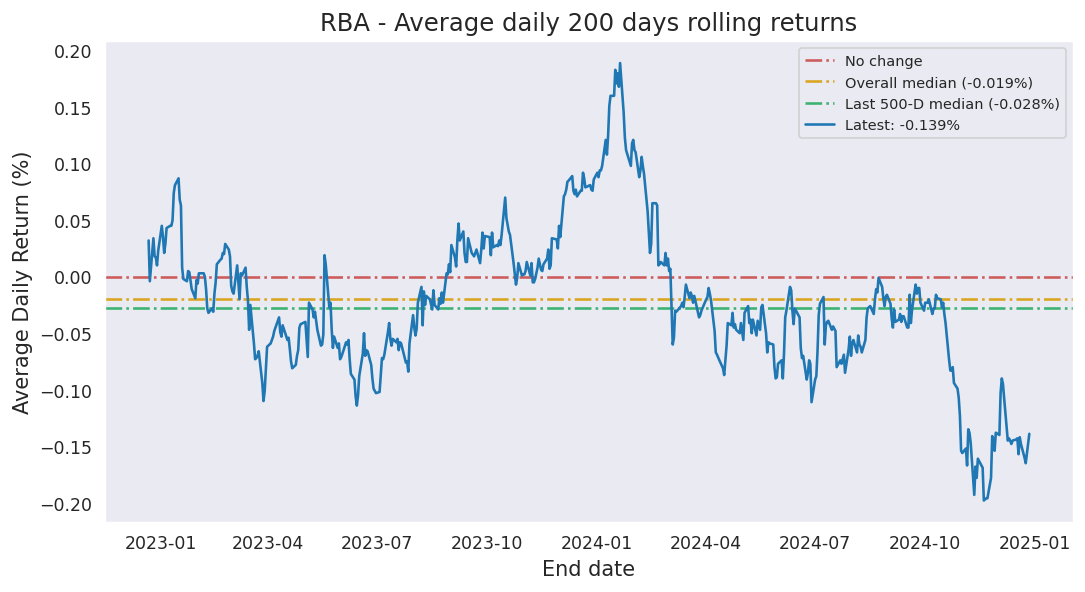 RBA - Average daily 200 days rolling returns
0.20
0.15
0.10
0.05
0.00
−0.05
−0.10
−0.15
−0.20
Average Daily Return (%)
No change
Overall median (-0.019%)
Last 500-D median (-0.028%)
Latest: -0.139%
2023-01
2023-04
2023-07
2023-10
2024-01
2024-04
2024-07
2024-10
2025-01
End date